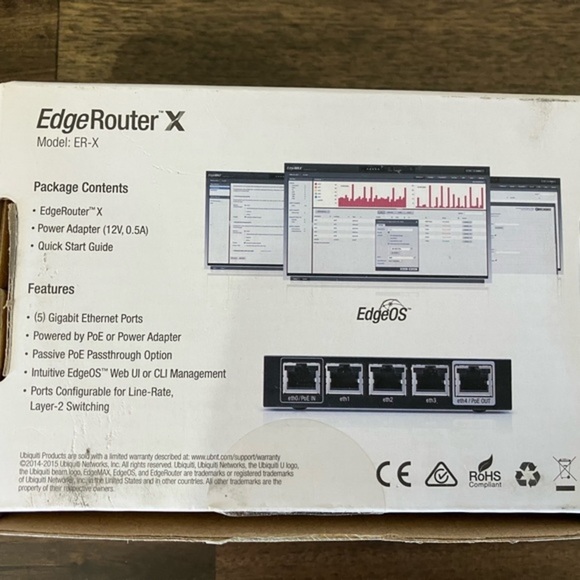 EdgeRouter™ X
Model: ER-X
Package Contents
• EdgeRouter™ X
• Power Adapter (12V, 0.5A)
• Quick Start Guide
Features
• (5) Gigabit Ethernet Ports
• Powered by PoE or Power Adapter
• Passive PoE Passthrough Option
• Intuitive EdgeOS™ Web UI or CLI Management
• Ports Configurable for Line-Rate,
Layer-2 Switching
EdgeOS™
eth0 / PoE IN
eth1
eth2
eth3
eth4 / PoE OUT
Ubiquiti Products are sold with a limited warranty described at: www.ubnt.com/support/warranty
©2014-2015 Ubiquiti Networks, Inc. All rights reserved. Ubiquiti, Ubiquiti Networks, the Ubiquiti U logo,
the Ubiquiti beam logo, EdgeMAX, EdgeOS, and EdgeRouter are trademarks or registered trademarks
of Ubiquiti Networks, Inc. in the United States and in other countries. All other trademarks are the
property of their respective owners.
CE
RoHS
Compliant